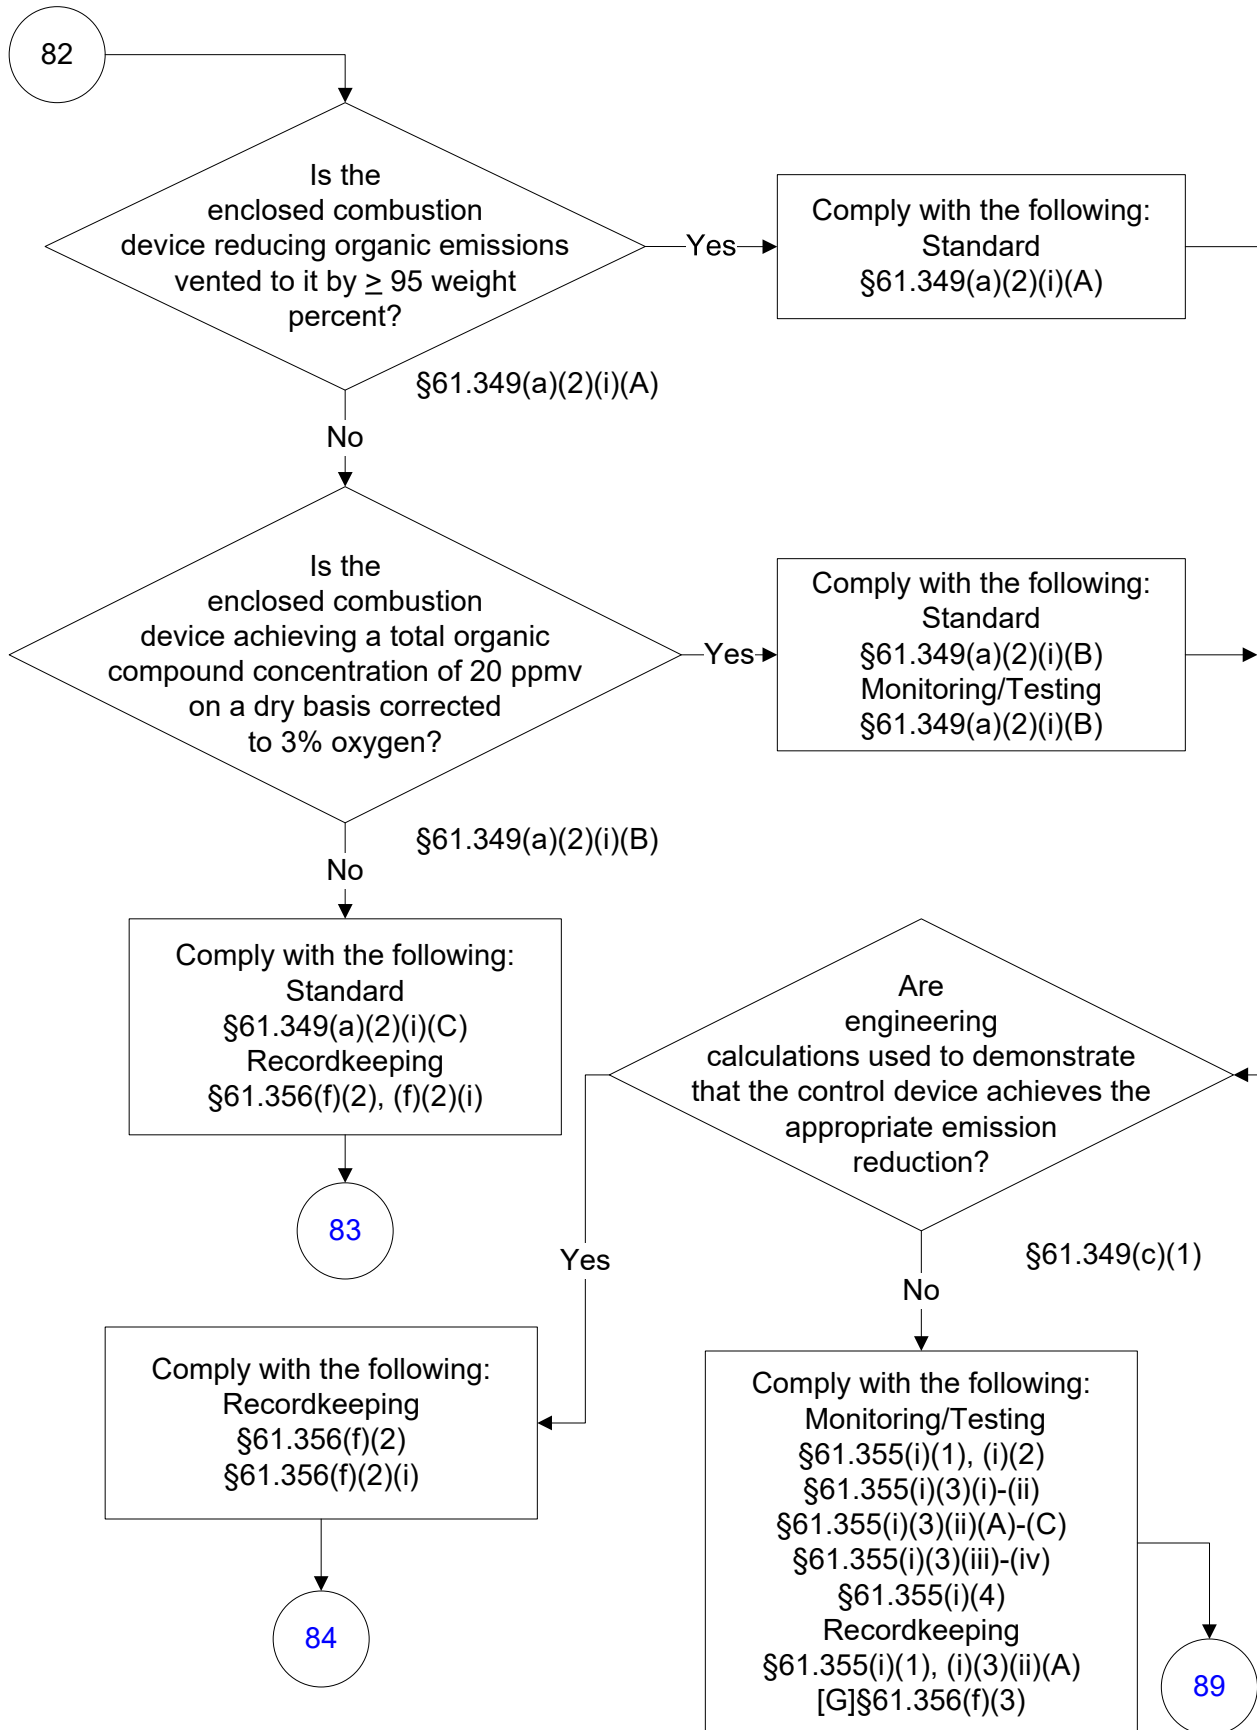 82
Is the
enclosed combustion
device reducing organic emissions
vented to it by ≥ 95 weight
percent?
Yes
Comply with the following:
Standard
§61.349(a)(2)(i)(A)
§61.349(a)(2)(i)(A)
No
Is the
enclosed combustion
device achieving a total organic
compound concentration of 20 ppmv
on a dry basis corrected
to 3% oxygen?
Yes
Comply with the following:
Standard
§61.349(a)(2)(i)(B)
Monitoring/Testing
§61.349(a)(2)(i)(B)
§61.349(a)(2)(i)(B)
No
Comply with the following:
Standard
§61.349(a)(2)(i)(C)
Recordkeeping
§61.356(f)(2), (f)(2)(i)
83
Are
engineering
calculations used to demonstrate
that the control device achieves the
appropriate emission
reduction?
§61.349(c)(1)
Yes
No
Comply with the following:
Recordkeeping
§61.356(f)(2)
§61.356(f)(2)(i)
84
Comply with the following:
Monitoring/Testing
§61.355(i)(1), (i)(2)
§61.355(i)(3)(i)-(ii)
§61.355(i)(3)(ii)(A)-(C)
§61.355(i)(3)(iii)-(iv)
§61.355(i)(4)
Recordkeeping
§61.355(i)(1), (i)(3)(ii)(A)
[G]§61.356(f)(3)
89